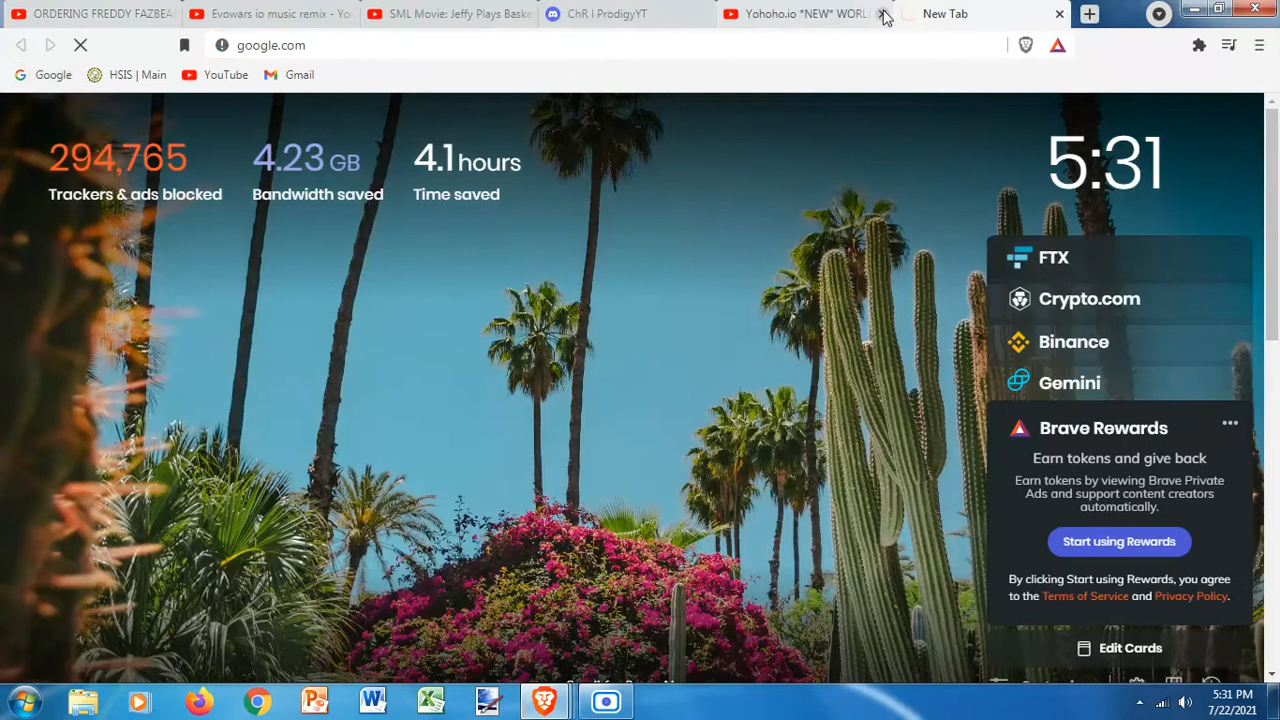 ORDERING FREDDY FAZBEA
Evowars io music remix - Yo
SML Movie: Jeffy Plays Baske
ChR | ProdigyYT
Yohoho.io *NEW* WORL
New Tab
google.com
Google
HSIS | Main
YouTube
Gmail
294,765
Trackers & ads blocked
4.23 GB
Bandwidth saved
4.1 hours
Time saved
5:31
FTX
Crypto.com
Binance
Gemini
Brave Rewards
Earn tokens and give back
Earn tokens by viewing Brave Private
Ads and support content creators
automatically.
Start using Rewards
By clicking Start using Rewards, you agree
to the Terms of Service and Privacy Policy.
Edit Cards
5:31 PM
7/22/2021